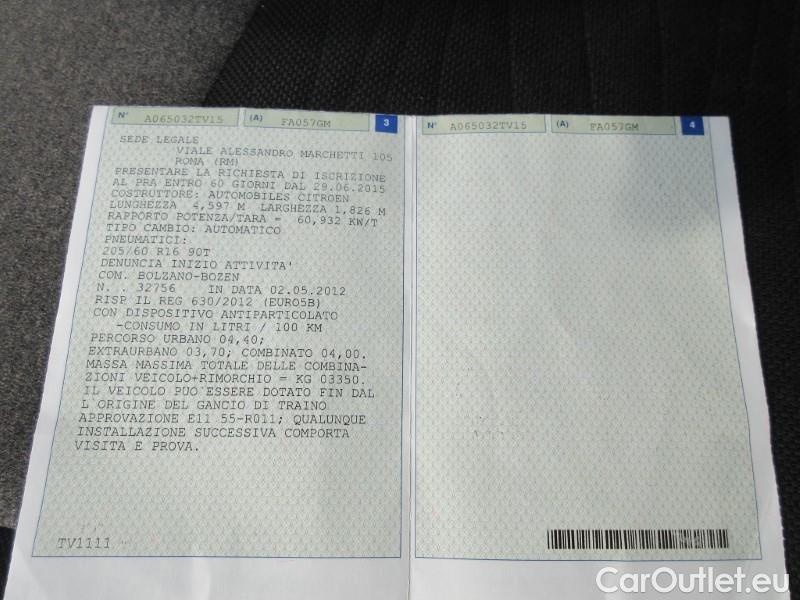 N° A065032TV15 (A) FA057GM 3
SEDE LEGALE
VIALE ALESSANDRO MARCHETTI 105
ROMA (RM)
PRESENTARE LA RICHIESTA DI ISCRIZIONE
AL PRA ENTRO 60 GIORNI DAL 29.06.2015
COSTRUTTORE: AUTOMOBILES CITROEN
LUNGHEZZA 4,597 M LARGHEZZA 1,826 M
RAPPORTO POTENZA/TARA = 60,932 KW/T
TIPO CAMBIO: AUTOMATICO
PNEUMATICI:
205/60 R16 90T
DENUNCIA INIZIO ATTIVITA'
COM. BOLZANO-BOZEN
N. . 32756 IN DATA 02.05.2012
RISP IL REG 630/2012 (EURO5B)
CON DISPOSITIVO ANTIPARTICOLATO
-CONSUMO IN LITRI / 100 KM
PERCORSO URBANO 04,40;
EXTRAURBANO 03,70; COMBINATO 04,00.
MASSA MASSIMA TOTALE DELLE COMBINA-
ZIONI VEICOLO+RIMORCHIO = KG 03350.
IL VEICOLO PUO'ESSERE DOTATO FIN DAL
L'ORIGINE DEL GANCIO DI TRAINO
APPROVAZIONE E11 55-R011; QUALUNQUE
INSTALLAZIONE SUCCESSIVA COMPORTA
VISITA E PROVA.
TV1111
N° A065032TV15 (A) FA057GM 4
CarOutlet.eu